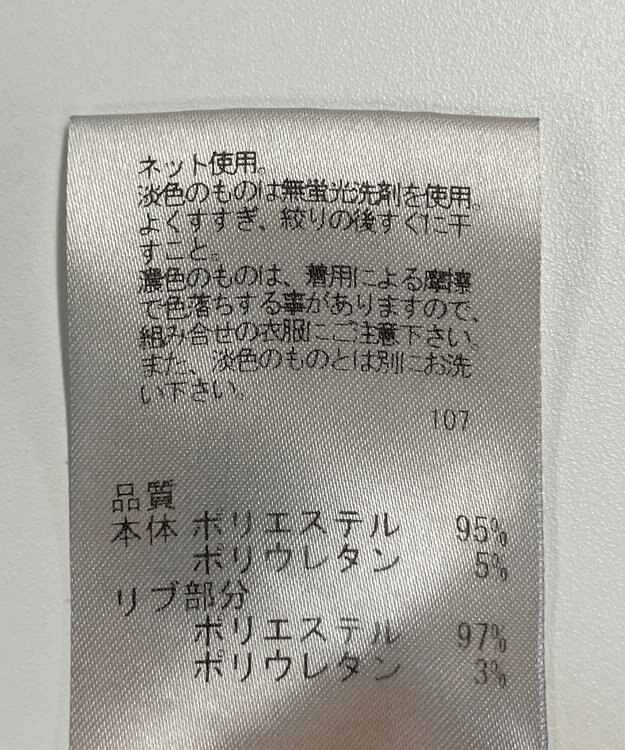 ネット使用。
淡色のものは無蛍光洗剤を使用。
よくすすぎ、絞りの後すぐに干
すこと。
濃色のものは、着用による摩擦
で色落ちする事がありますので、
組み合せの衣服にご注意下さい。
また、淡色のものとは別にお洗
い下さい。
107
品質
本体 ポリエステル 95%
ポリウレタン 5%
リブ部分
ポリエステル 97%
ポリウレタン 3%